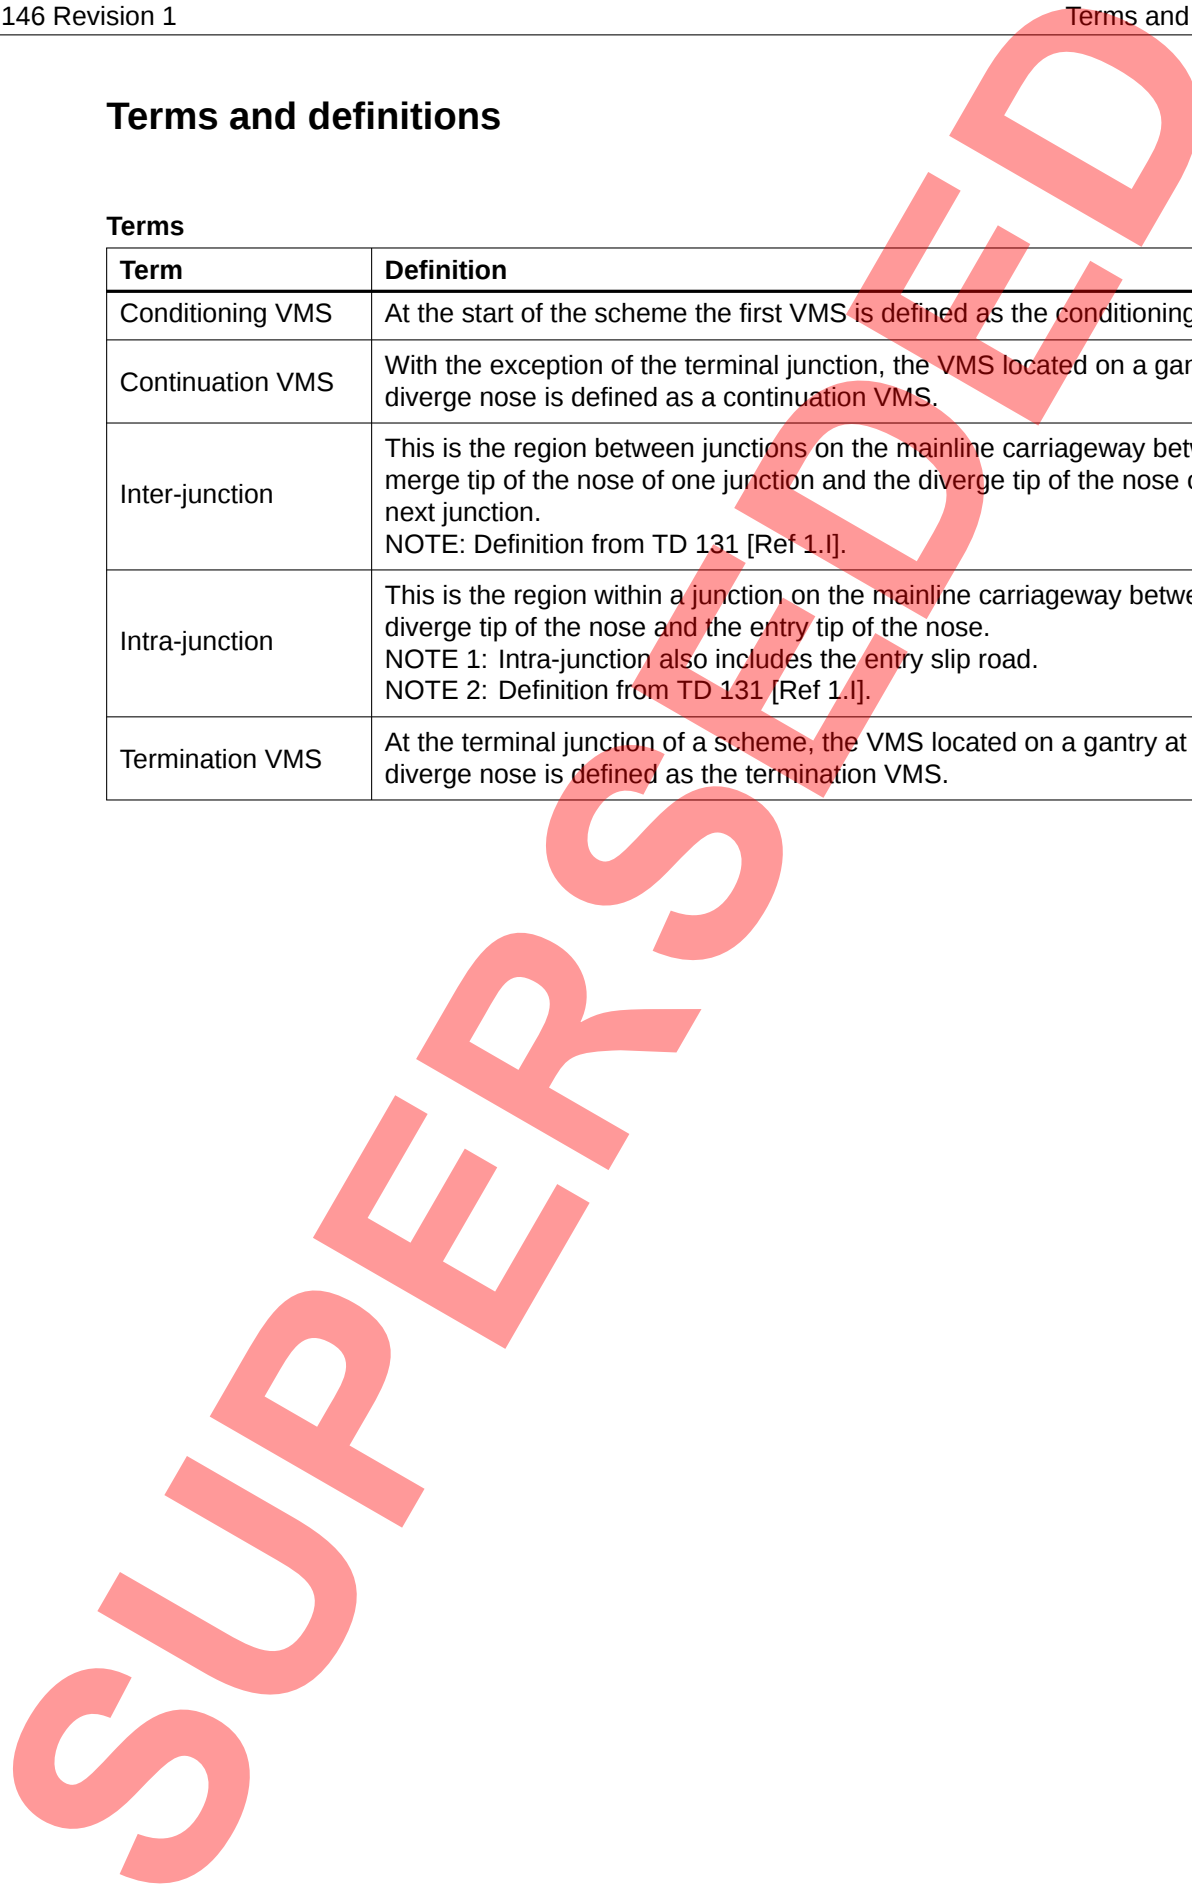 146 Revision 1 Terms and
Terms and definitions
Terms
Term Definition
Conditioning VMS At the start of the scheme the first VMS is defined as the conditioning
Continuation VMS With the exception of the terminal junction, the VMS located on a
diverge nose is defined as a continuation VMS.
Inter-junction This is the region between junctions on the mainline carriageway
merge tip of the nose of one junction and the diverge tip of the nose
next junction.
NOTE: Definition from TD 131 [Ref 1.I].
Intra-junction This is the region within a junction on the mainline carriageway
diverge tip of the nose and the entry tip of the nose.
NOTE 1: Intra-junction also includes the entry slip road.
NOTE 2: Definition from TD 131 [Ref 1.I].
Termination VMS At the terminal junction of a scheme, the VMS located on a gantry at
diverge nose is defined as the termination VMS.
SUPERSEDED